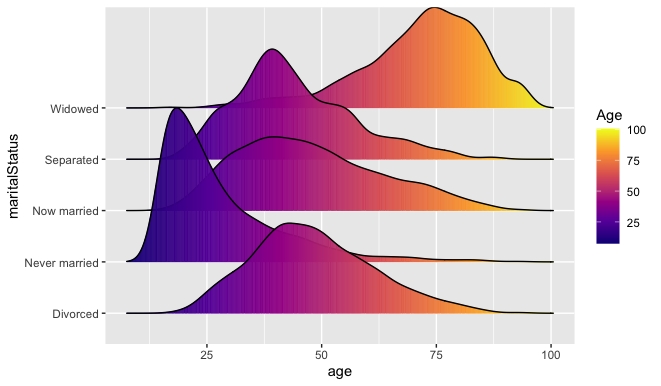 maritalStatus
Widowed
Separated
Now married
Never married
Divorced
25
50
75
100
age
Age
100
75
50
25